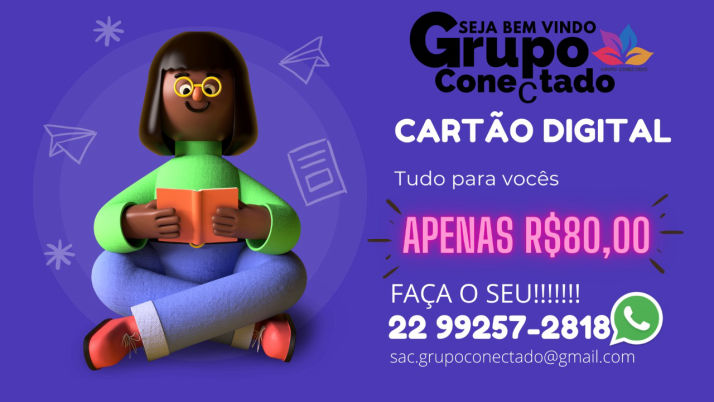 SEJA BEM VINDO
Grupo
Conectado
CARTÃO DIGITAL
Tudo para vocês
APENAS R$80,00
FAÇA O SEU!!!!!!!
22 99257-2818
sac.grupoconectado@gmail.com